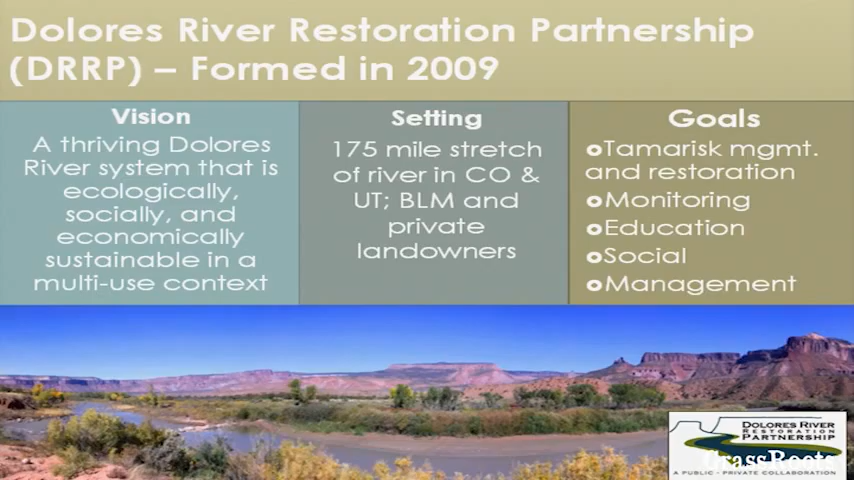 Dolores River Restoration Partnership
(DRRP) – Formed in 2009
Vision
A thriving Dolores
River system that is
ecologically,
socially, and
economically
sustainable in a
multi-use context
Setting
175 mile stretch
of river in CO &
UT; BLM and
private
landowners
Goals
Tamarisk mgmt.
and restoration
Monitoring
Education
Social
Management
DOLORES RIVER
RESTORATION
PARTNERSHIP
GrassRoots
A PUBLIC - PRIVATE COLLABORATION